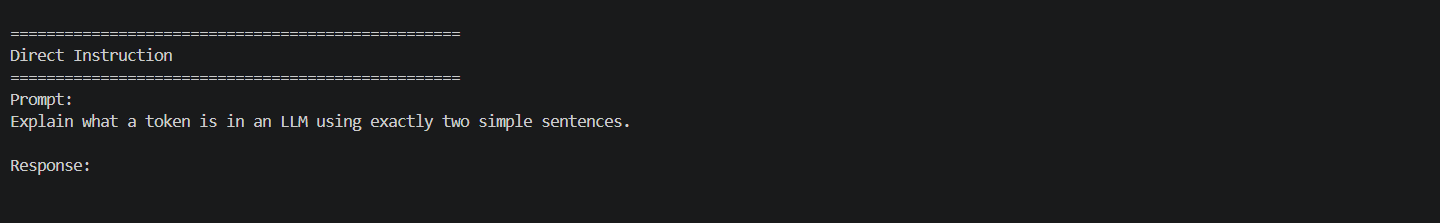 ==================================================
Direct Instruction
==================================================
Prompt:
Explain what a token is in an LLM using exactly two simple sentences.

Response: